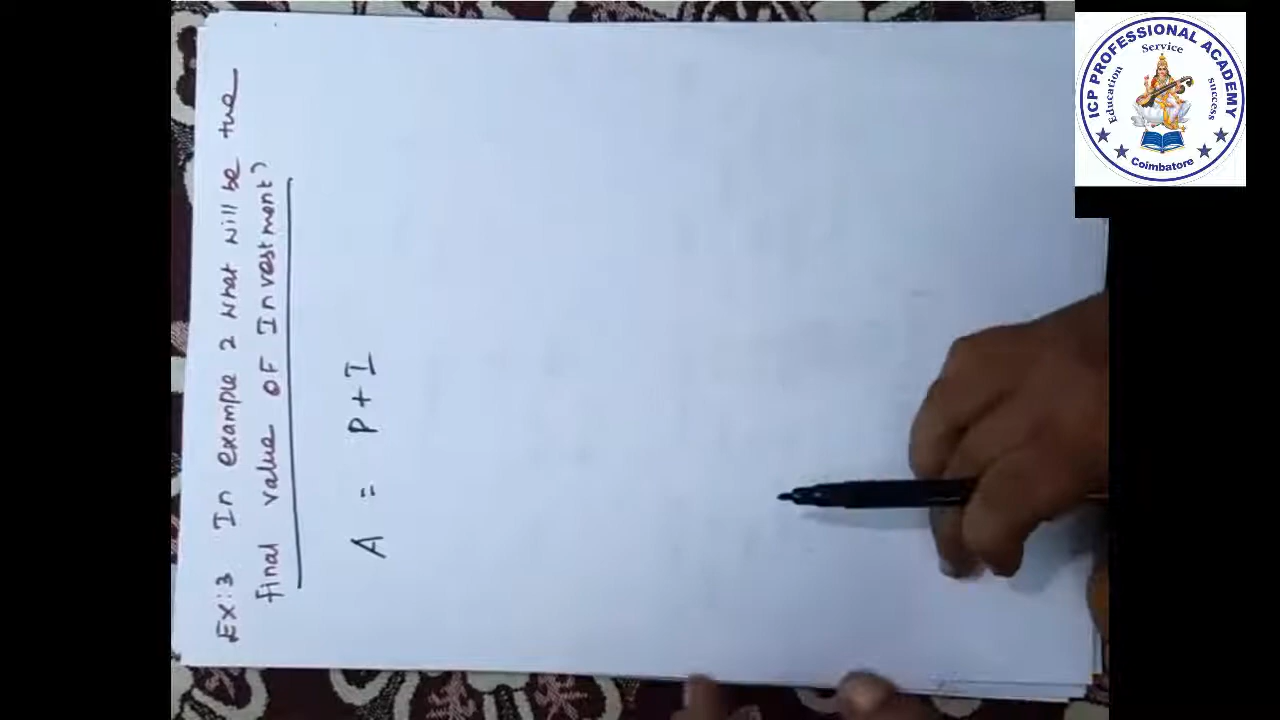 Ex:3 In example 2 what will be the
final value of Investment?
A = P + I
ICP PROFESSIONAL ACADEMY
Service
Education
success
Coimbatore